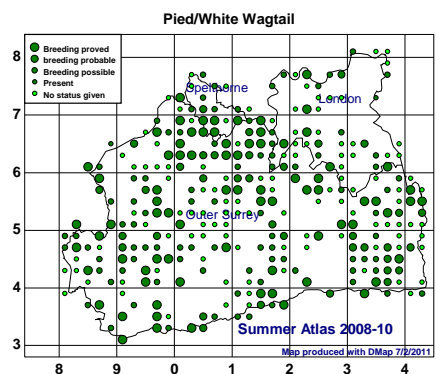 Pied/White Wagtail
8
7
6
5
4
3
Breeding proved
breeding probable
Breeding possible
Present
No status given
Spelthorne
London
Outer Surrey
Summer Atlas 2008-10
Map produced with DMap 7/2/2011
8 9 0 1 2 3 4